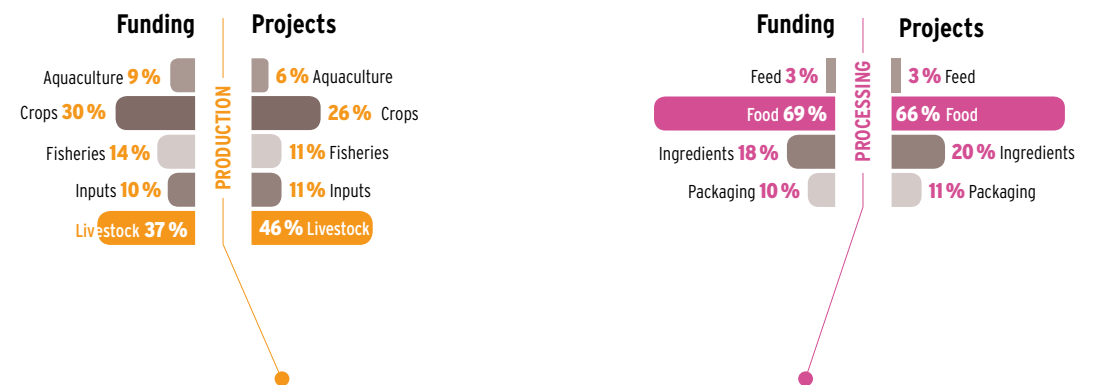 Funding
Projects
Aquaculture 9 %
6 % Aquaculture
Crops 30 %
26 % Crops
Fisheries 14 %
11 % Fisheries
Inputs 10 %
11 % Inputs
Livestock 37 %
46 % Livestock
PRODUCTION
Funding
Projects
Feed 3 %
3 % Feed
Food 69 %
66 % Food
Ingredients 18 %
20 % Ingredients
Packaging 10 %
11 % Packaging
PROCESSING